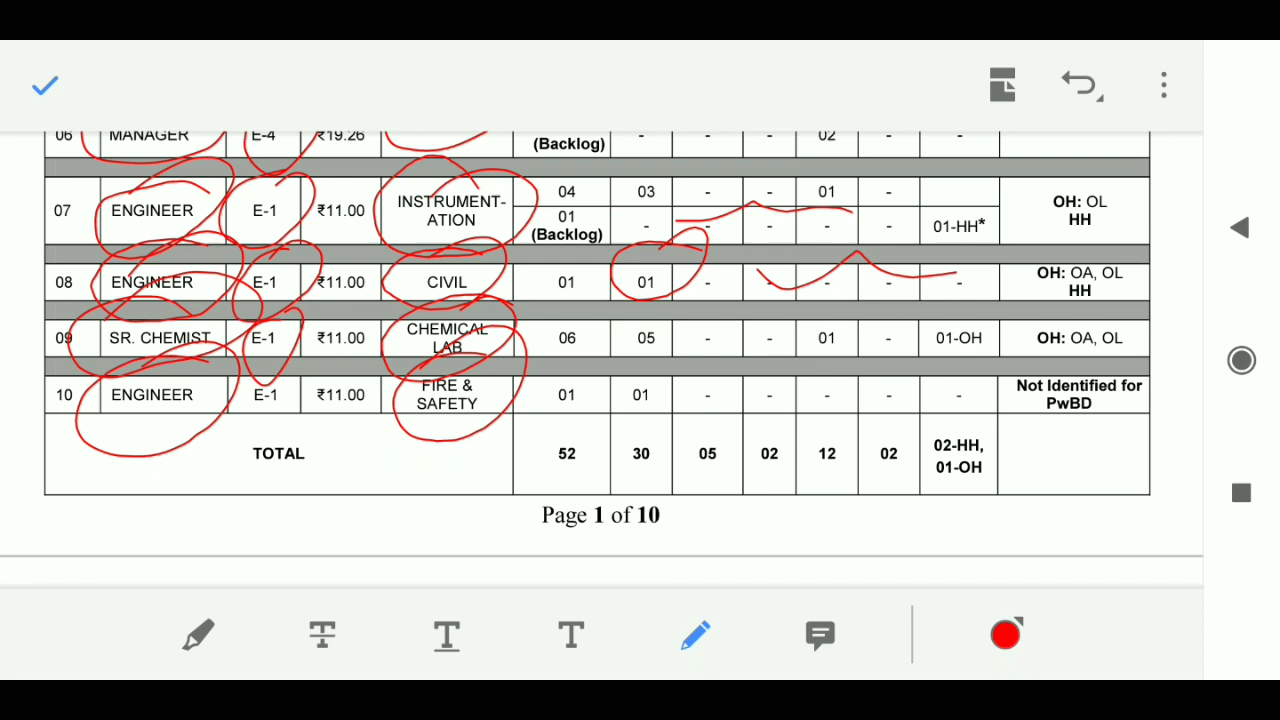 06 MANAGER E-4 ₹19.26 (Backlog) - - - 02 - -
07 ENGINEER E-1 ₹11.00 INSTRUMENT-
ATION
04 03 - - 01 -
01
(Backlog) - - - - - 01-HH*
OH: OL
HH
08 ENGINEER E-1 ₹11.00 CIVIL 01 01 - - - - - OH: OA, OL
HH
09 SR. CHEMIST E-1 ₹11.00 CHEMICAL
LAB
06 05 - - 01 - 01-OH OH: OA, OL
10 ENGINEER E-1 ₹11.00 FIRE &
SAFETY
01 01 - - - - - Not Identified for
PwBD
TOTAL 52 30 05 02 12 02 02-HH,
01-OH
Page 1 of 10
T T T